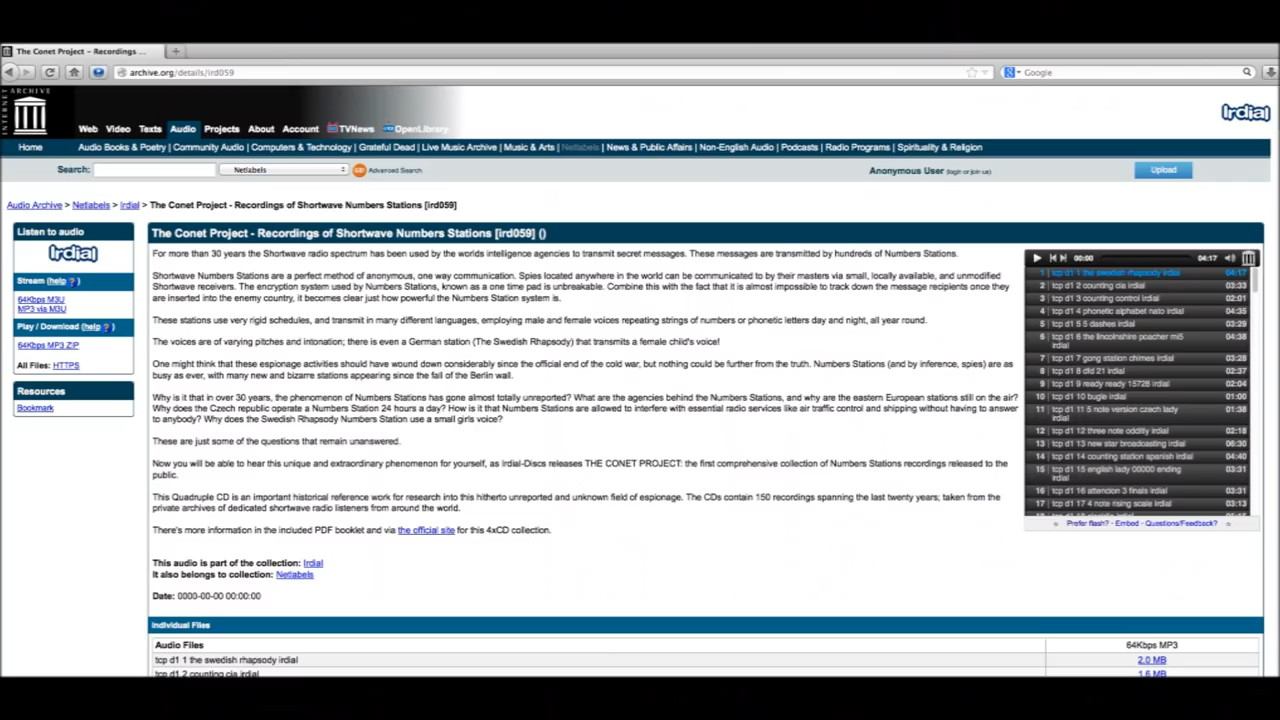 The Conet Project - Recordings ...
archive.org/details/ird059
Google
INTERNET ARCHIVE
Irdial
Web Video Texts Audio Projects About Account TVNews OpenLibrary
Home Audio Books & Poetry | Community Audio | Computers & Technology | Grateful Dead | Live Music Archive | Music & Arts | Netlabels | News & Public Affairs | Non-English Audio | Podcasts | Radio Programs | Spirituality & Religion
Search: Netlabels GO Advanced Search Anonymous User (login or join us) Upload
Audio Archive > Netlabels > Irdial > The Conet Project - Recordings of Shortwave Numbers Stations [ird059]
Listen to audio
Irdial
Stream (help ?)
64Kbps M3U
MP3 via M3U
Play / Download (help ?)
64Kbps MP3 ZIP
All Files: HTTPS
Resources
Bookmark
The Conet Project - Recordings of Shortwave Numbers Stations [ird059] ()
For more than 30 years the Shortwave radio spectrum has been used by the worlds intelligence agencies to transmit secret messages. These messages are transmitted by hundreds of Numbers Stations.
Shortwave Numbers Stations are a perfect method of anonymous, one way communication. Spies located anywhere in the world can be communicated to by their masters via small, locally available, and unmodified
Shortwave receivers. The encryption system used by Numbers Stations, known as a one time pad is unbreakable. Combine this with the fact that it is almost impossible to track down the message recipients once they
are inserted into the enemy country, it becomes clear just how powerful the Numbers Station system is.
These stations use very rigid schedules, and transmit in many different languages, employing male and female voices repeating strings of numbers or phonetic letters day and night, all year round.
The voices are of varying pitches and intonation; there is even a German station (The Swedish Rhapsody) that transmits a female child's voice!
One might think that these espionage activities should have wound down considerably since the official end of the cold war, but nothing could be further from the truth. Numbers Stations (and by inference, spies) are as
busy as ever, with many new and bizarre stations appearing since the fall of the Berlin wall.
Why is it that in over 30 years, the phenomenon of Numbers Stations has gone almost totally unreported? What are the agencies behind the Numbers Stations, and why are the eastern European stations still on the air?
Why does the Czech republic operate a Numbers Station 24 hours a day? How is it that Numbers Stations are allowed to interfere with essential radio services like air traffic control and shipping without having to answer
to anybody? Why does the Swedish Rhapsody Numbers Station use a small girls voice?
These are just some of the questions that remain unanswered.
Now you will be able to hear this unique and extraordinary phenomenon for yourself, as Irdial-Discs releases THE CONET PROJECT: the first comprehensive collection of Numbers Stations recordings released to the
public.
This Quadruple CD is an important historical reference work for research into this hitherto unreported and unknown field of espionage. The CDs contain 150 recordings spanning the last twenty years; taken from the
private archives of dedicated shortwave radio listeners from around the world.
There's more information in the included PDF booklet and via the official site for this 4xCD collection.
This audio is part of the collection: Irdial
It also belongs to collection: Netlabels
Date: 0000-00-00 00:00:00
00:00 04:17
1 | tcp d1 1 the swedish rhapsody irdial 04:17
2 | tcp d1 2 counting cia irdial 03:33
3 | tcp d1 3 counting control irdial 02:01
4 | tcp d1 4 phonetic alphabet nato irdial 04:35
5 | tcp d1 5 5 dashes irdial 03:29
6 | tcp d1 6 the lincolnshire poacher mi5 irdial 04:38
7 | tcp d1 7 gong station chimes irdial 03:28
8 | tcp d1 8 dfd 21 irdial 02:37
9 | tcp d1 9 ready ready 15728 irdial 02:04
10 | tcp d1 10 bugle irdial 01:00
11 | tcp d1 11 5 note version czech lady irdial 01:38
12 | tcp d1 12 three note oddity irdial 02:18
13 | tcp d1 13 new star broadcasting irdial 06:30
14 | tcp d1 14 counting station spanish irdial 04:40
15 | tcp d1 15 english lady 00000 ending irdial 03:31
16 | tcp d1 16 attencion 3 finals irdial 03:31
17 | tcp d1 17 4 note rising scale irdial 03:13
Prefer flash? - Embed - Questions/Feedback?
Individual Files
Audio Files 64Kbps MP3
tcp d1 1 the swedish rhapsody irdial 2.0 MB
tcp d1 2 counting cia irdial 1.6 MB